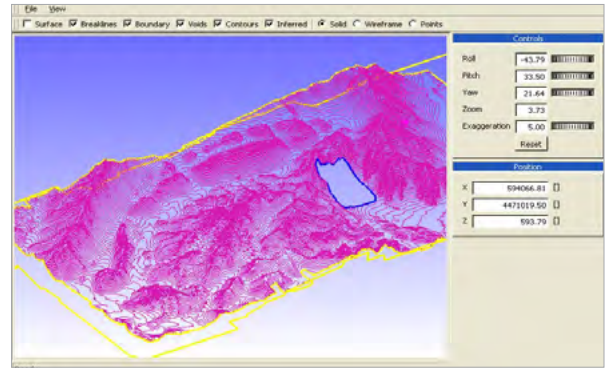 File View
Surface Breaklines Boundary Voids Contours Inferred Solid Wireframe Points
Controls
Roll -43.79
Pitch 33.50
Yaw 21.64
Zoom 3.73
Exaggeration 5.00
Reset
Position
X 594066.81
Y 4471019.50
Z 593.79